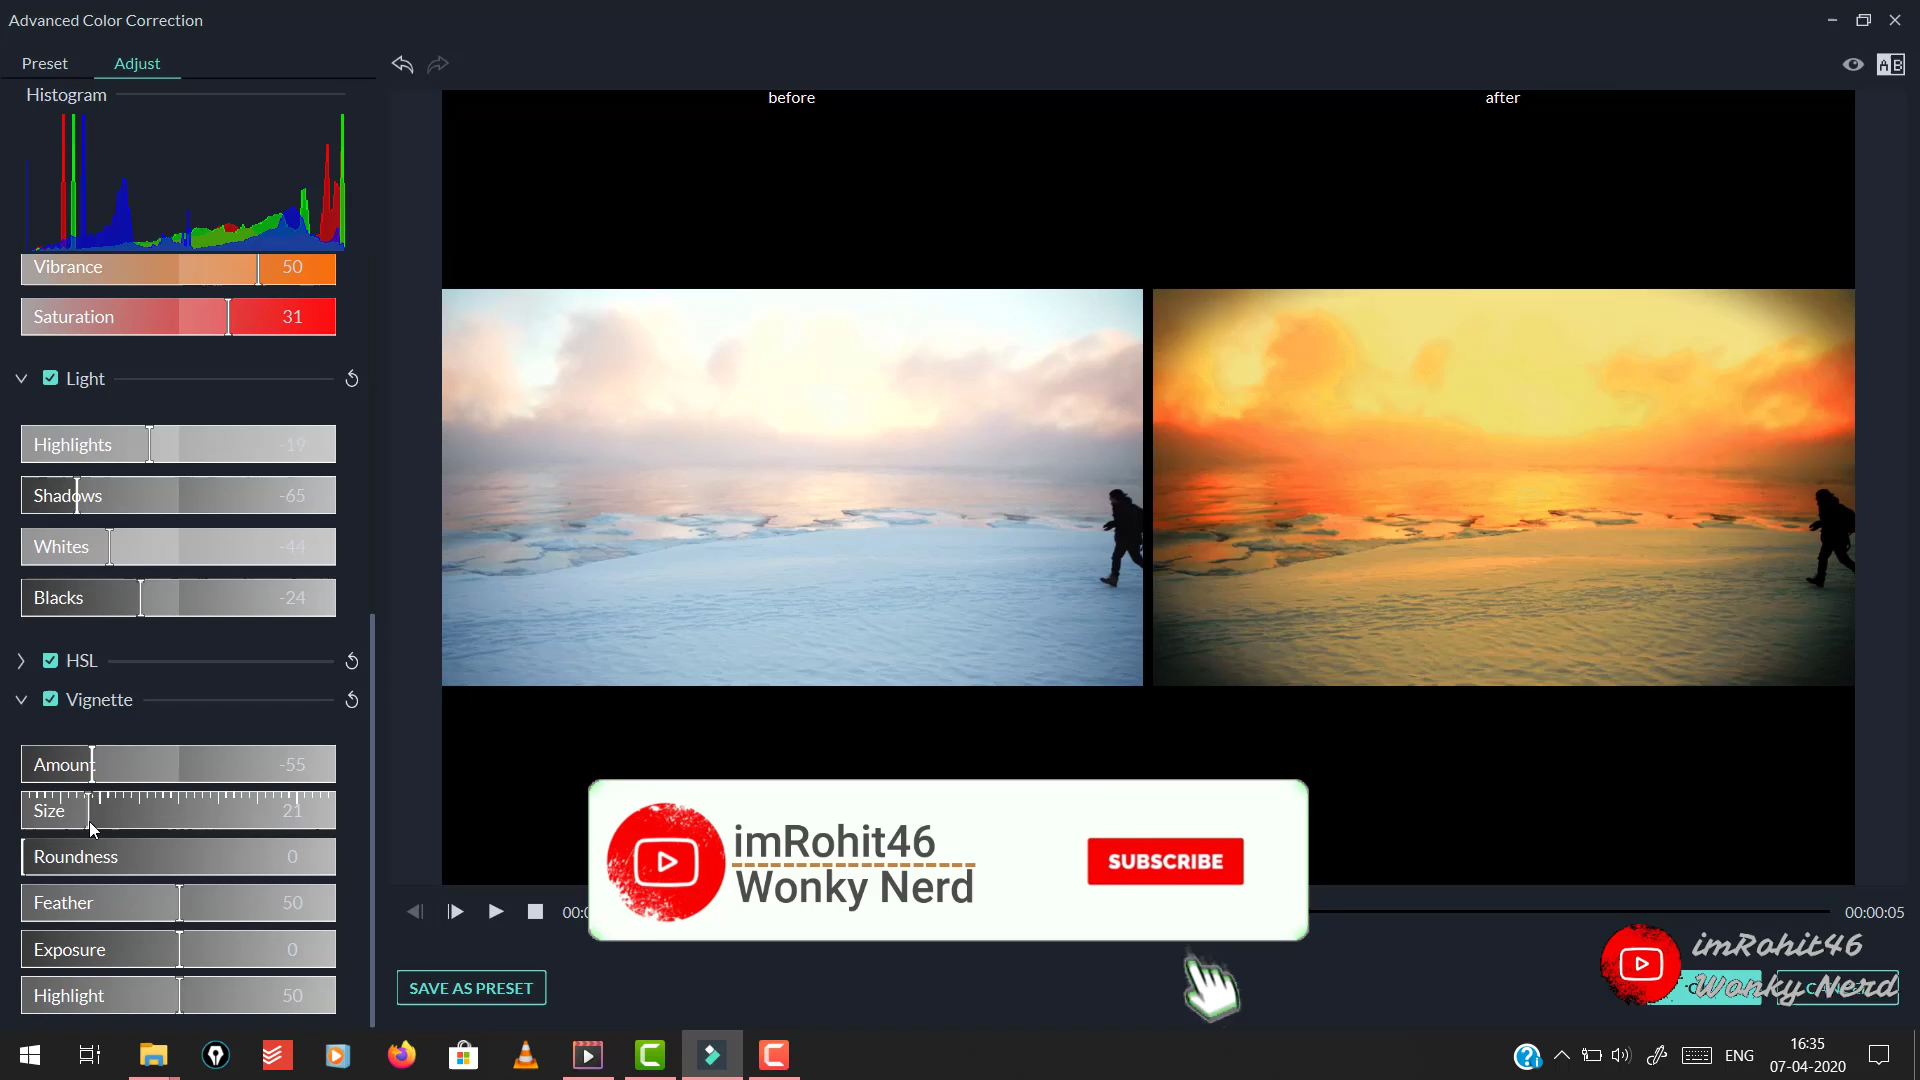 Advanced Color Correction
Preset
Adjust
Histogram
before
after
Vibrance 50
Saturation 31
Light
Highlights -19
Shadows -65
Whites -44
Blacks -24
HSL
Vignette
Amount -55
Size 21
Roundness 0
Feather 50
Exposure 0
Highlight 50
imRohit46
Wonky Nerd
SUBSCRIBE
00:00:05
SAVE AS PRESET
imRohit46
Wonky Nerd
ENG
16:35
07-04-2020